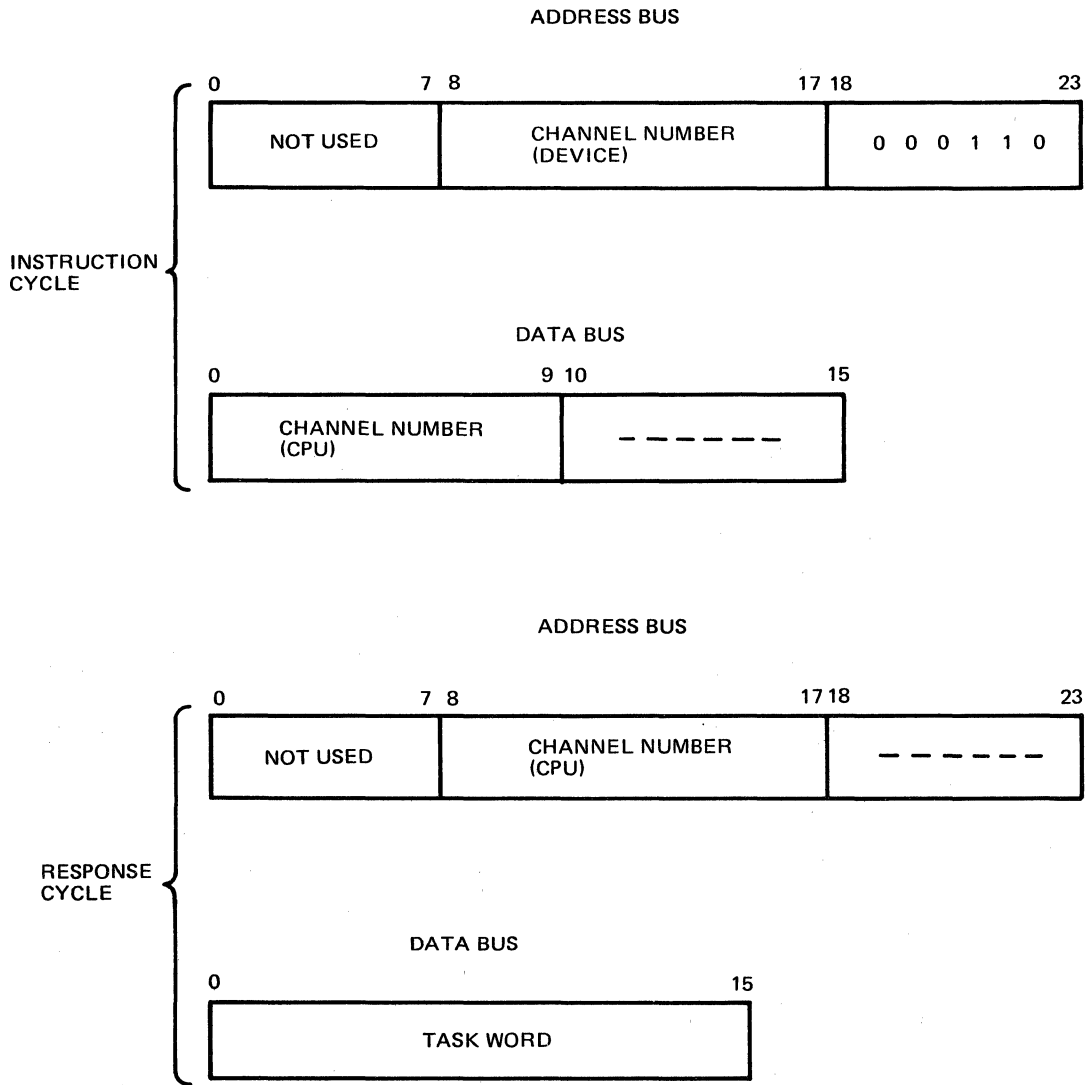 ADDRESS BUS
0 7 8 17 18 23
NOT USED
CHANNEL NUMBER
(DEVICE)
0 0 0 1 1 0
INSTRUCTION
CYCLE
DATA BUS
0 9 10 15
CHANNEL NUMBER
(CPU)
– – – – – –
ADDRESS BUS
0 7 8 17 18 23
NOT USED
CHANNEL NUMBER
(CPU)
– – – – – –
RESPONSE
CYCLE
DATA BUS
0 15
TASK WORD